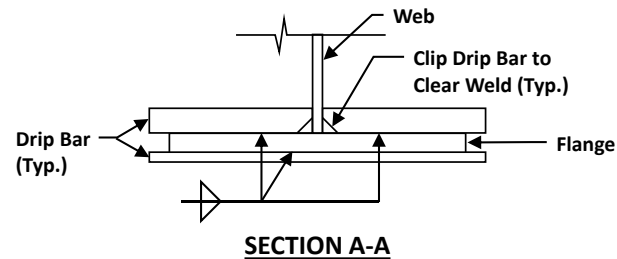 Web
Clip Drip Bar to
Clear Weld (Typ.)
Drip Bar
(Typ.)
Flange
SECTION A-A